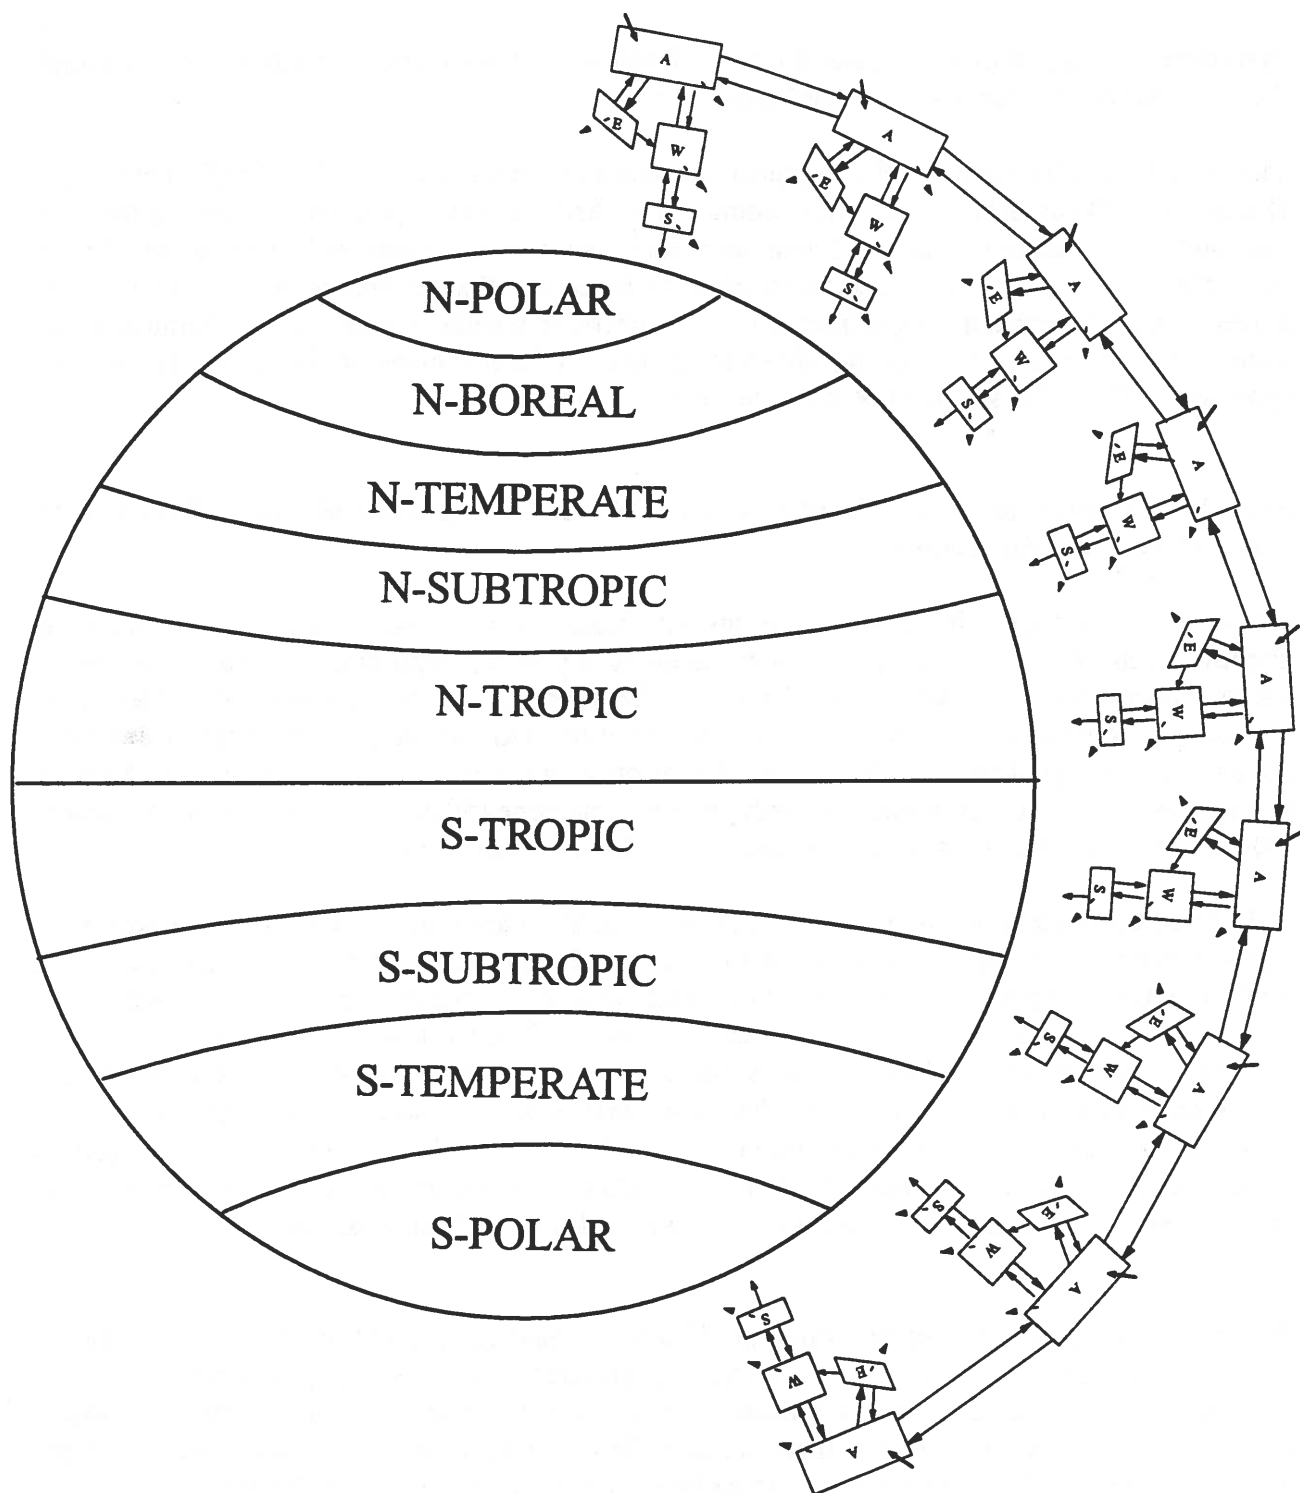 N-POLAR
N-BOREAL
N-TEMPERATE
N-SUBTROPIC
N-TROPIC
S-TROPIC
S-SUBTROPIC
S-TEMPERATE
S-POLAR
A
E
W
S
A
E
W
S
A
E
W
S
A
E
W
S
A
E
W
S
A
E
W
S
A
E
W
S
A
E
W
S
A
E
W
S